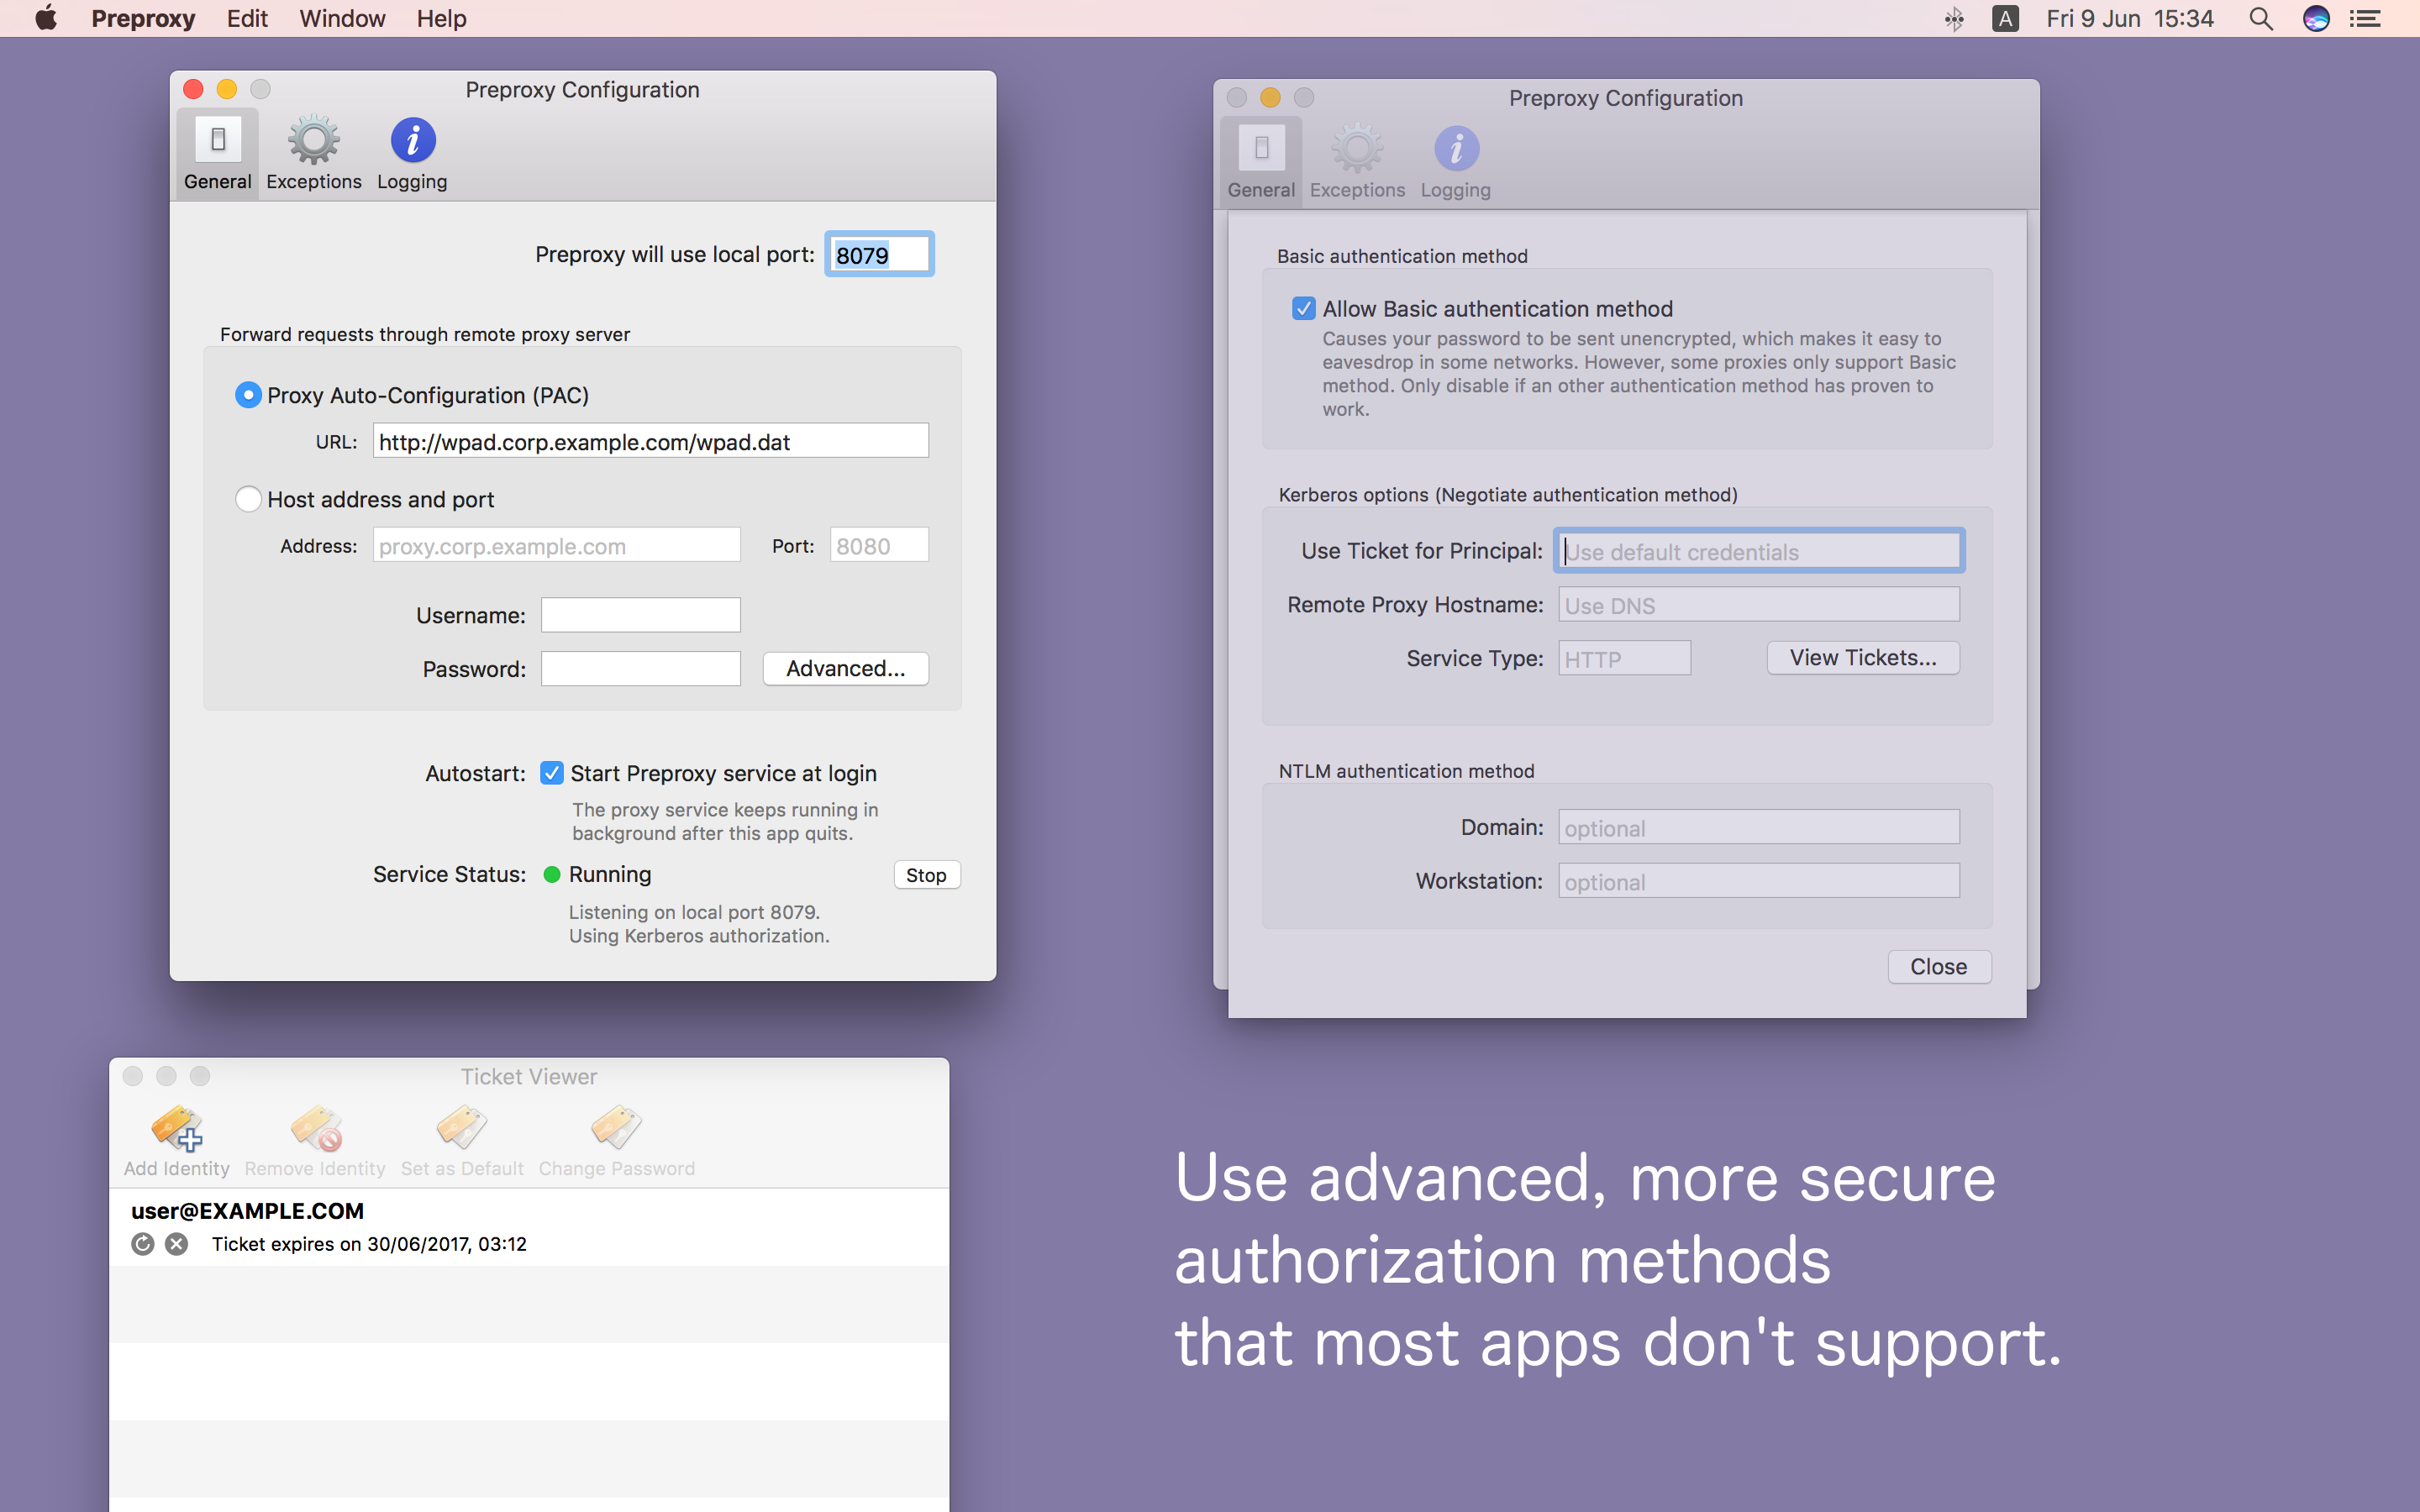 Preproxy Edit Window Help
A Fri 9 Jun 15:34
Preproxy Configuration
General Exceptions Logging
Preproxy will use local port: 8079
Forward requests through remote proxy server
Proxy Auto-Configuration (PAC)
URL: http://wpad.corp.example.com/wpad.dat
Host address and port
Address: proxy.corp.example.com Port: 8080
Username:
Password: Advanced...
Autostart: Start Preproxy service at login
The proxy service keeps running in
background after this app quits.
Service Status: Running Stop
Listening on local port 8079.
Using Kerberos authorization.
Preproxy Configuration
General Exceptions Logging
Basic authentication method
Allow Basic authentication method
Causes your password to be sent unencrypted, which makes it easy to
eavesdrop in some networks. However, some proxies only support Basic
method. Only disable if an other authentication method has proven to
work.
Kerberos options (Negotiate authentication method)
Use Ticket for Principal: Use default credentials
Remote Proxy Hostname: Use DNS
Service Type: HTTP View Tickets...
NTLM authentication method
Domain: optional
Workstation: optional
Close
Ticket Viewer
Add Identity Remove Identity Set as Default Change Password
user@EXAMPLE.COM
Ticket expires on 30/06/2017, 03:12
Use advanced, more secure
authorization methods
that most apps don't support.